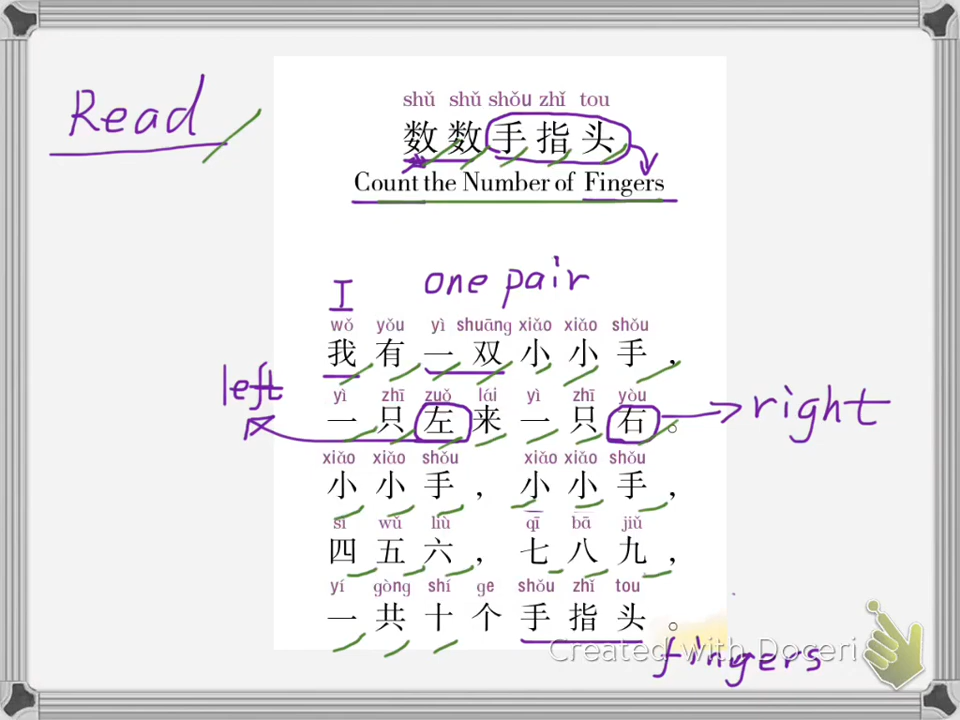 Read
shǔ shǔ shǒu zhǐ tou
数数手指头
Count the Number of Fingers
I one pair
wǒ yǒu yì shuāng xiǎo xiǎo shǒu
我有一双小小手，
left
yì zhī zuǒ lái yì zhī yòu
一只左来一只右。
right
xiǎo xiǎo shǒu xiǎo xiǎo shǒu
小小手，小小手，
sì wǔ liù qī bā jiǔ
四五六，七八九，
yí gòng shí ge shǒu zhǐ tou
一共十个手指头。
Created with Doceri
fingers